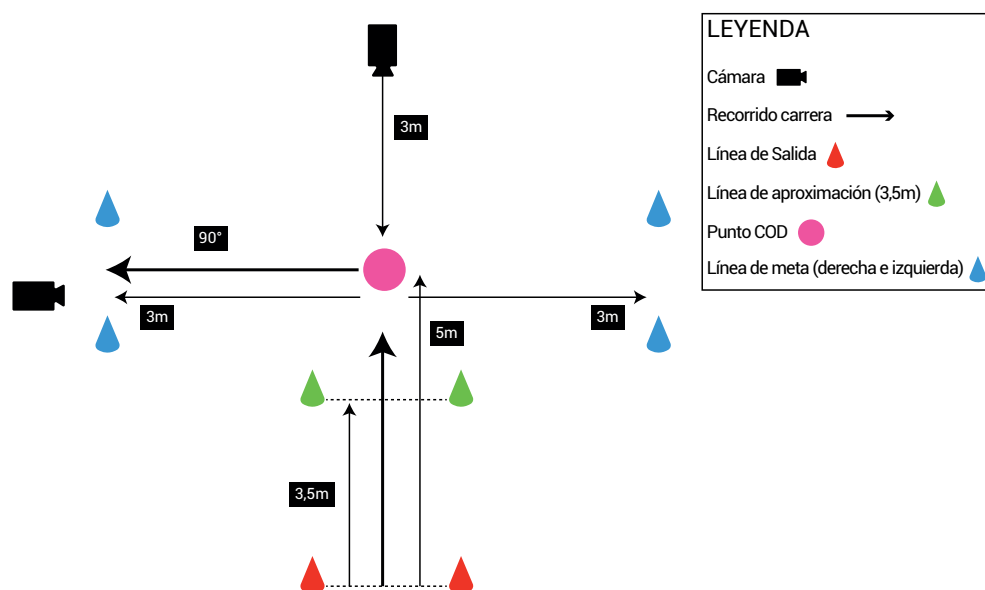 LEYENDA
Cámara
Recorrido carrera
Línea de Salida
Línea de aproximación (3,5m)
Punto COD
Línea de meta (derecha e izquierda)
3m
90°
3m
3m
5m
3,5m